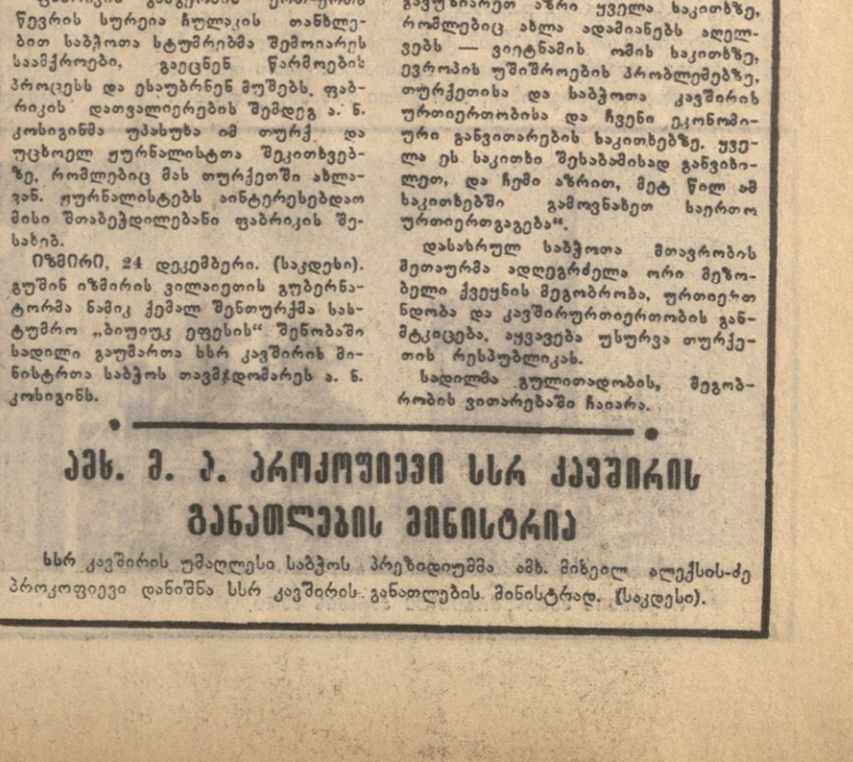 წევრის სურეია ჩულაკის თანხლე-
ბით საბჭოთა სტუმრებმა შემოიარეს
საამქროები, გაეცნენ წარმოების
პროცესს და ესაუბრნენ მუშებს. ფაბ-
რიკის დათვალიერების შემდეგ ა. ნ.
კოსიგინმა უპასუხა იმ თურქ და
უცხოელ ჟურნალისტთა შეკითხვებ-
ზე, რომლებიც მას თურქეთში ახლა-
ვან. ჟურნალისტებს აინტერესებდათ
მისი შთაბეჭდილებანი ფაბრიკის შე-
სახებ.
იზმირი, 24 დეკემბერი. (საკდესი).
გუშინ იზმირის ვილაიეთის გუბერნა-
ტორმა ნამიკ ქემალ შენთურქმა სას-
ტუმრო „ბიუიუკ ეფესის“ შენობაში
სადილი გაუმართა სსრ კავშირის მი-
ნისტრთა საბჭოს თავმჯდომარეს ა. ნ.
კოსიგინს.
გავუზიარეთ აზრი ყველა საკითხზე,
რომლებიც ახლა ადამიანებს აღელ-
ვებს — ვიეტნამის ომის საკითხზე,
ევროპის უშიშროების პრობლემებზე,
თურქეთისა და საბჭოთა კავშირის
ურთიერთობისა და ჩვენი ეკონომი-
ური განვითარების საკითხებზე. ყვე-
ლა ეს საკითხი შესაბამისად განვიხი-
ლეთ, და ჩემი აზრით, მეტ წილ ამ
საკითხებში გამოვნახეთ საერთო
ურთიერთგაგება“.
დასასრულ საბჭოთა მთავრობის
მეთაურმა ადღეგრძელა ორი მეზო-
ბელი ქვეყნის მეგობრობა, ურთიერთ
ნდობა და კავშირურთიერთობის გან-
მტკიცება, აყვავება უსურვა თურქე-
თის რესპუბლიკას.
სადილმა გულითადობის, მეგობ-
რობის ვითარებაში ჩაიარა.
ამხ. მ. ა. პროკოფიევი სსრ კავშირის
განათლების მინისტრია
სსრ კავშირის უმაღლესი საბჭოს პრეზიდიუმმა ამხ. მიხეილ ალექსის-ძე
პროკოფიევი დანიშნა სსრ კავშირის განათლების მინისტრად. (საკდესი).